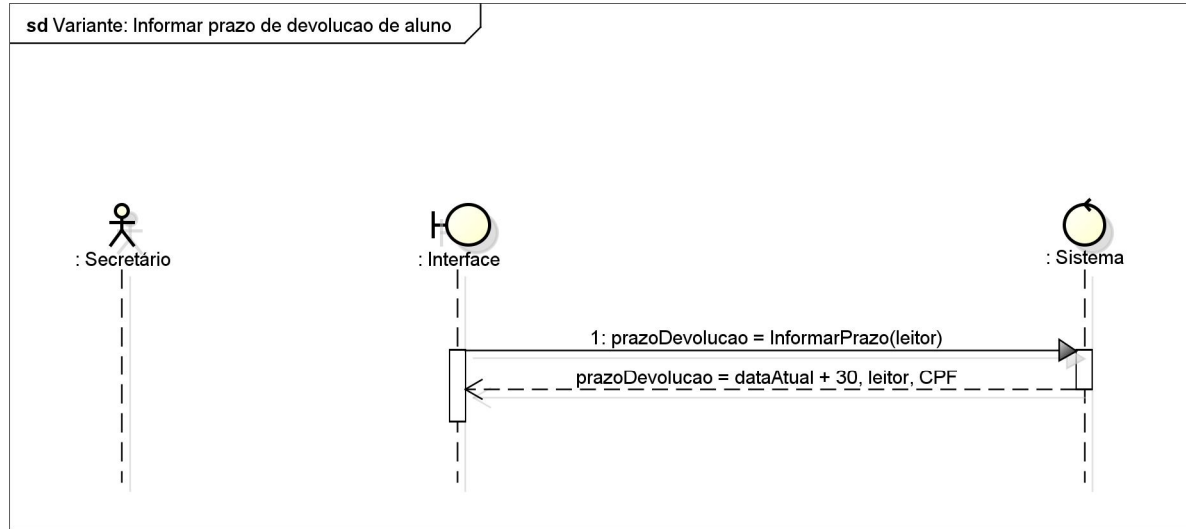 sd Variante: Informar prazo de devolucao de aluno
: Secretário
: Interface
: Sistema
1: prazoDevolucao = InformarPrazo(leitor)
prazoDevolucao = dataAtual + 30, leitor, CPF